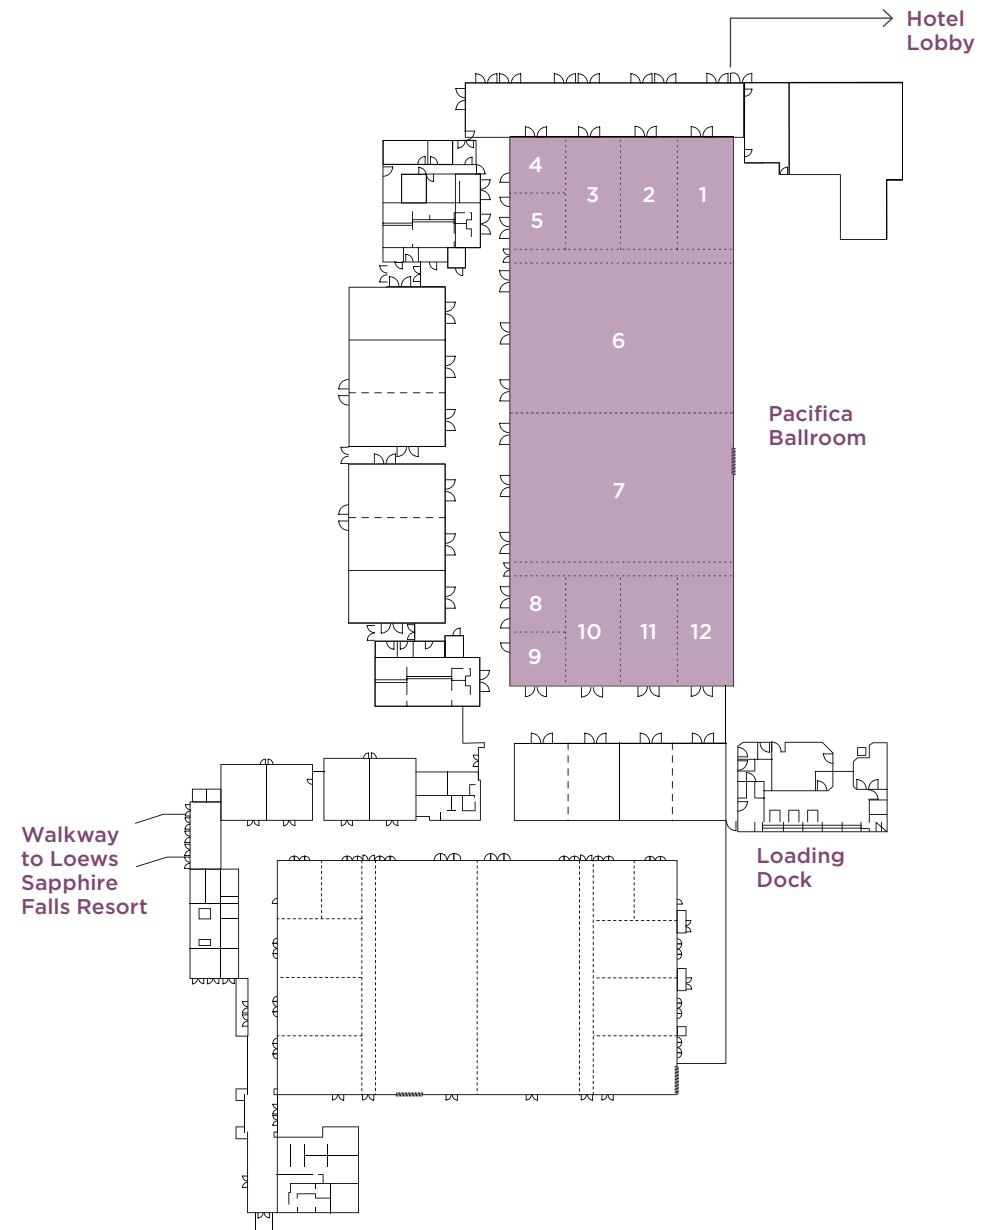 Hotel
Lobby
4
3
2
1
5
6
Pacifica
Ballroom
7
8
10
11
12
9
Walkway
to Loews
Sapphire
Falls Resort
Loading
Dock